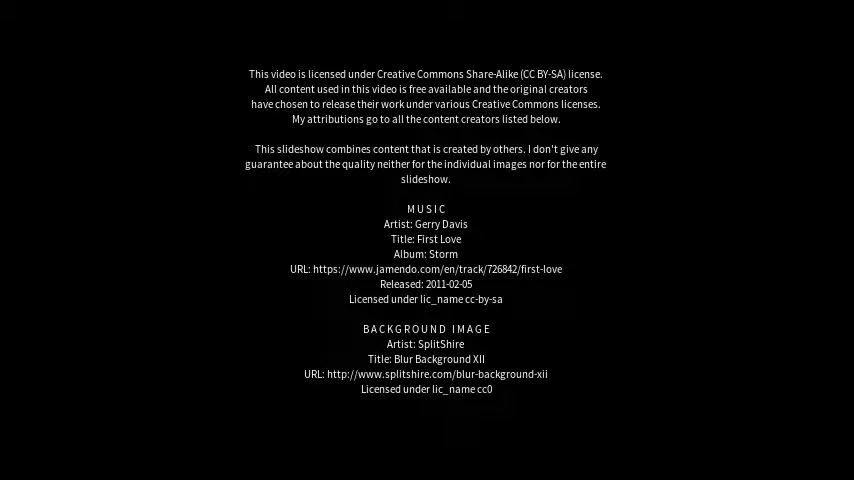 This video is licensed under Creative Commons Share-Alike (CC BY-SA) license.
All content used in this video is free available and the original creators
have chosen to release their work under various Creative Commons licenses.
My attributions go to all the content creators listed below.
This slideshow combines content that is created by others. I don't give any
guarantee about the quality neither for the individual images nor for the entire
slideshow.
MUSIC
Artist: Gerry Davis
Title: First Love
Album: Storm
URL: https://www.jamendo.com/en/track/726842/first-love
Released: 2011-02-05
Licensed under lic_name cc-by-sa
BACKGROUND IMAGE
Artist: SplitShire
Title: Blur Background XII
URL: http://www.splitshire.com/blur-background-xii
Licensed under lic_name cc0